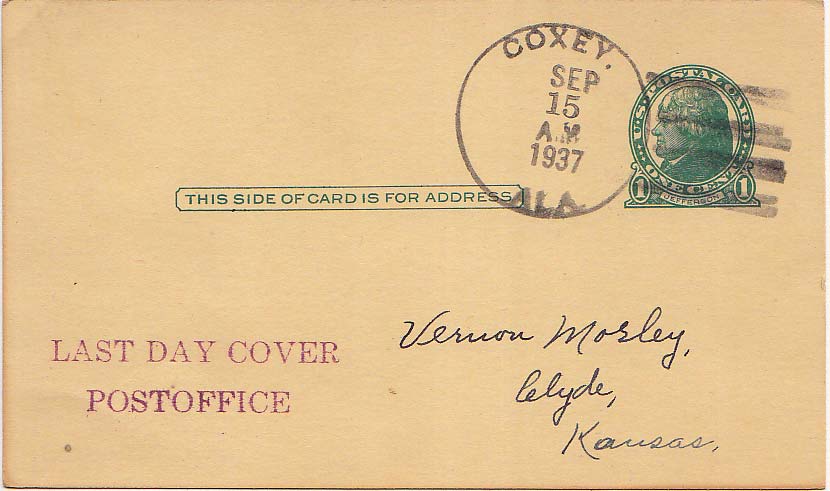 COXEY.
SEP
15
A.M
1937
ALA.
U.S. POSTAL CARD
ONE CENT
1 JEFFERSON 1
THIS SIDE OF CARD IS FOR ADDRESS
LAST DAY COVER
POSTOFFICE
Vernon Mosley,
Clyde,
Kansas.